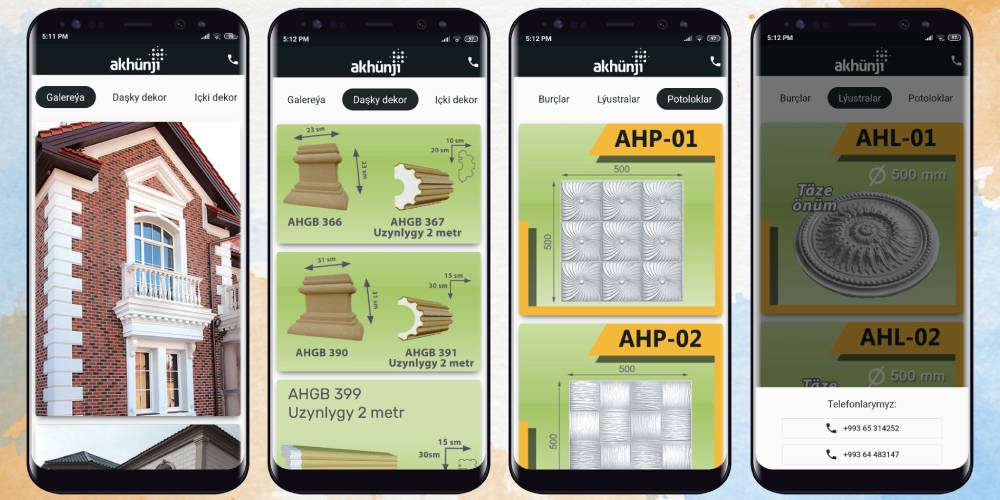 5:11 PM
akhünji
Galereýa
Daşky dekor
Içki dekor
5:12 PM
akhünji
Galereýa
Daşky dekor
Içki dekor
23 sm
23 sm
10 sm
20 sm
AHGB 366
AHGB 367
Uzynlygy 2 metr
31 sm
31 sm
15 sm
30 sm
AHGB 390
AHGB 391
Uzynlygy 2 metr
AHGB 399
Uzynlygy 2 metr
15 sm
30sm
5:12 PM
akhünji
Burçlar
Lýustralar
Potoloklar
AHP-01
500
500
AHP-02
500
500
5:12 PM
akhünji
Burçlar
Lýustralar
Potoloklar
AHL-01
Ø 500 mm
Täze
önüm
AHL-02
Ø 500 mm
Täze
Telefonlarymyz:
+993 65 314252
+993 64 483147